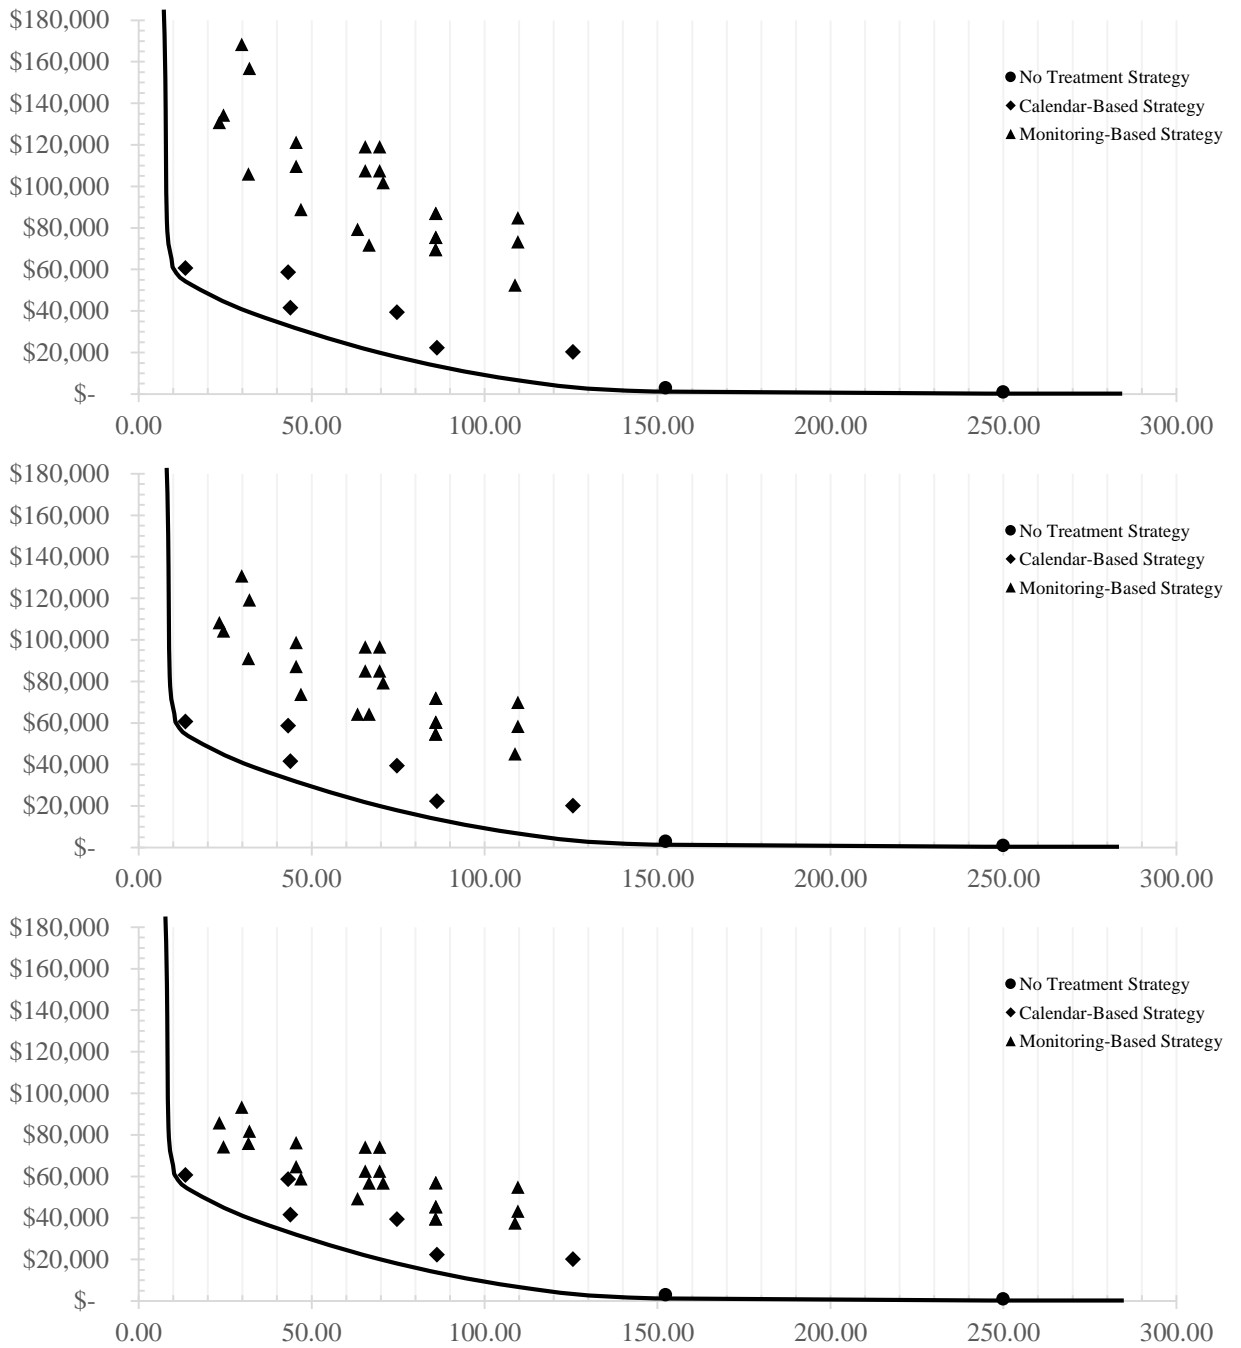 $180,000
$160,000
$140,000
$120,000
$100,000
$80,000
$60,000
$40,000
$20,000
$-
0.00 50.00 100.00 150.00 200.00 250.00 300.00
No Treatment Strategy
Calendar-Based Strategy
Monitoring-Based Strategy
$180,000
$160,000
$140,000
$120,000
$100,000
$80,000
$60,000
$40,000
$20,000
$-
0.00 50.00 100.00 150.00 200.00 250.00 300.00
No Treatment Strategy
Calendar-Based Strategy
Monitoring-Based Strategy
$180,000
$160,000
$140,000
$120,000
$100,000
$80,000
$60,000
$40,000
$20,000
$-
0.00 50.00 100.00 150.00 200.00 250.00 300.00
No Treatment Strategy
Calendar-Based Strategy
Monitoring-Based Strategy